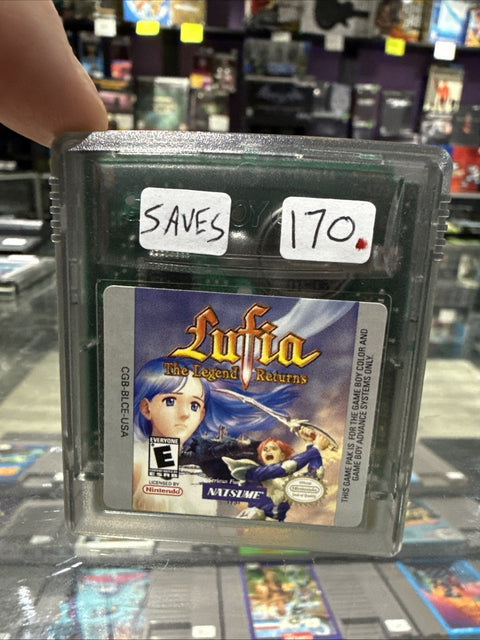 SAVES
170.
Lufia
The Legend Returns
CGB-BLCE-USA
THIS GAME PAK IS FOR THE GAME BOY COLOR AND
GAME BOY ADVANCE SYSTEMS ONLY.
EVERYONE
E
LICENSED BY
Nintendo
NATSUME
Nintendo